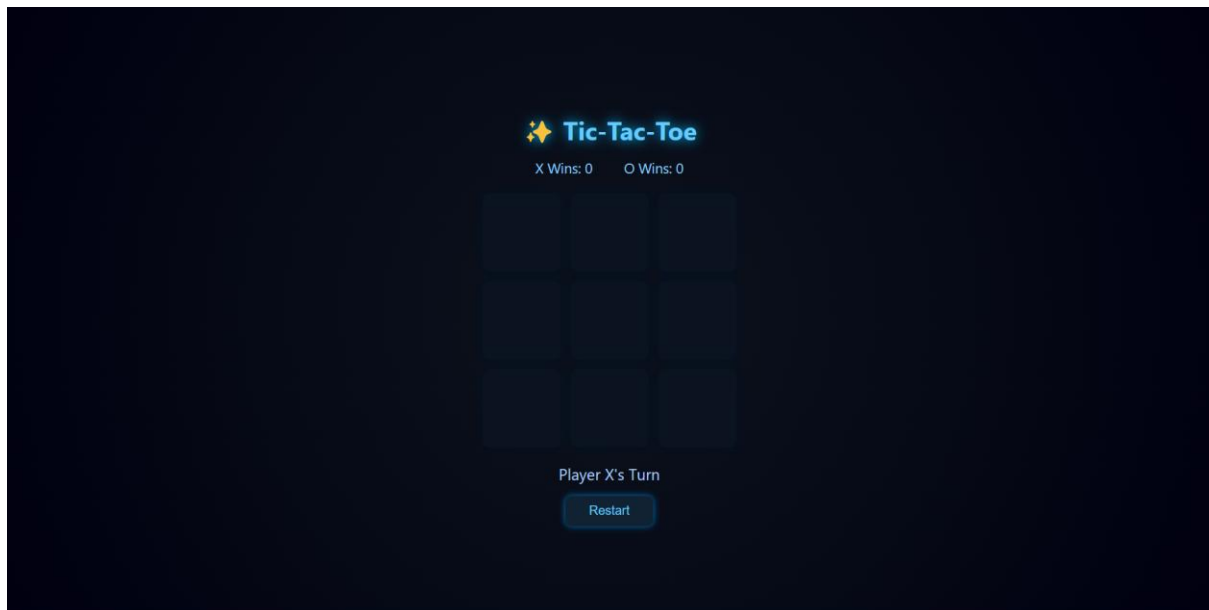 ✨ Tic-Tac-Toe
X Wins: 0 O Wins: 0
Player X's Turn
Restart